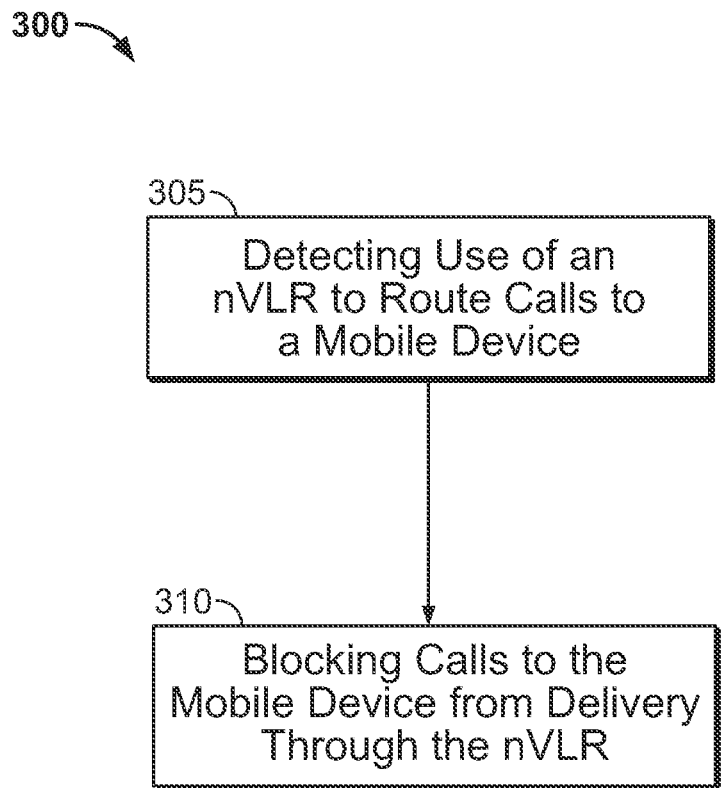 300
305
Detecting Use of an
nVLR to Route Calls to
a Mobile Device
310
Blocking Calls to the
Mobile Device from Delivery
Through the nVLR